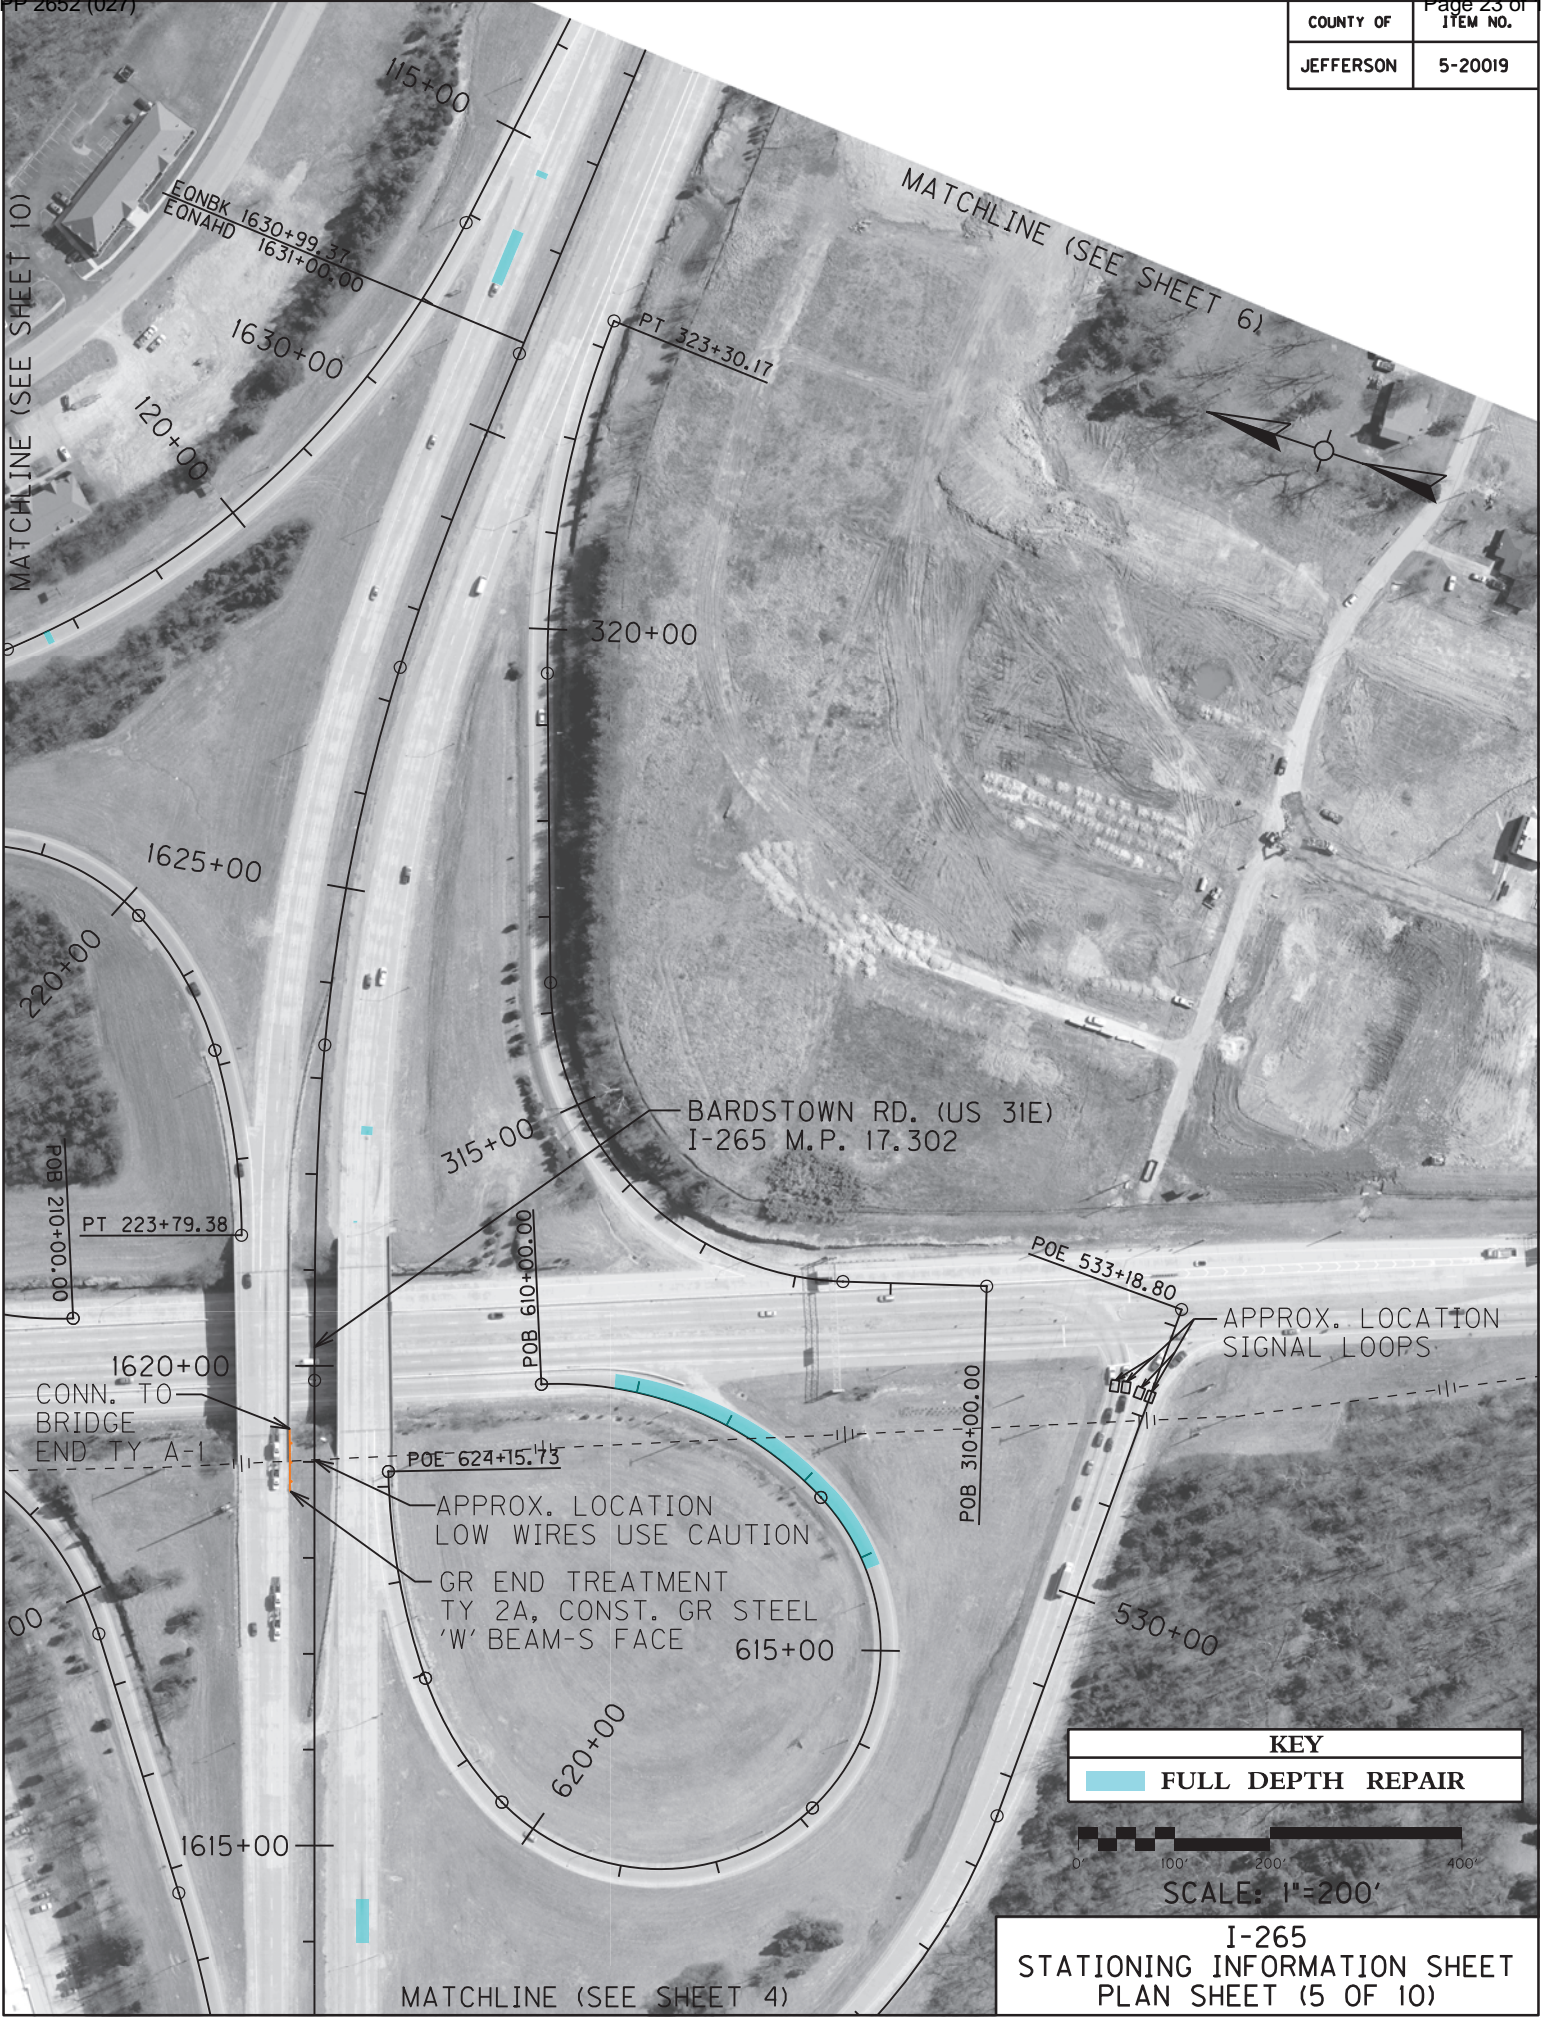 PP 2652 (027)
Page 23 of 1
COUNTY OF
ITEM NO.
JEFFERSON
5-20019
115+00
MATCHLINE (SEE SHEET 10)
MATCHLINE (SEE SHEET 6)
EQNBK 1630+99.37
EQNAHD 1631+00.00
1630+00
PT 323+30.17
120+00
320+00
1625+00
220+00
BARDSTOWN RD. (US 31E)
I-265 M.P. 17.302
315+00
POB 210+00.00
PT 223+79.38
POB 610+00.00
POE 533+18.80
APPROX. LOCATION
SIGNAL LOOPS
1620+00
CONN. TO
BRIDGE
END TY A-1
POE 624+15.73
POB 310+00.00
APPROX. LOCATION
LOW WIRES USE CAUTION
GR END TREATMENT
TY 2A, CONST. GR STEEL
'W' BEAM-S FACE
00
615+00
530+00
620+00
KEY
FULL DEPTH REPAIR
1615+00
0' 100' 200' 400'
SCALE: 1"=200'
I-265
STATIONING INFORMATION SHEET
PLAN SHEET (5 OF 10)
MATCHLINE (SEE SHEET 4)